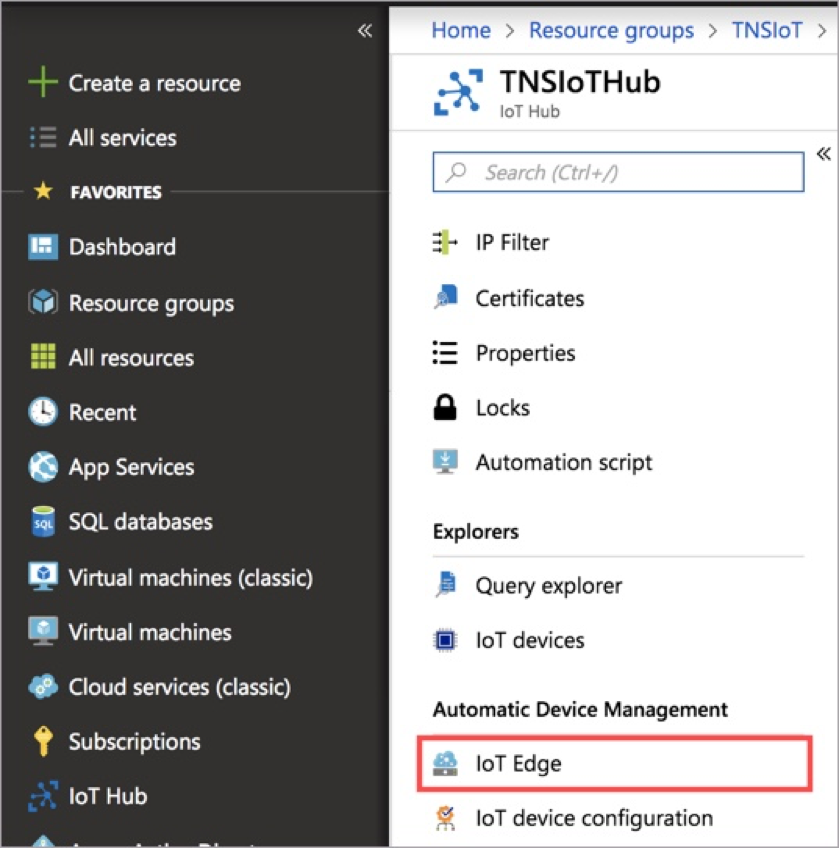 «
Create a resource
All services
FAVORITES
Dashboard
Resource groups
All resources
Recent
App Services
SQL
SQL databases
Virtual machines (classic)
Virtual machines
Cloud services (classic)
Subscriptions
IoT Hub
Home > Resource groups > TNSIoT >
TNSIoTHub
IoT Hub
«
Search (Ctrl+/)
IP Filter
Certificates
Properties
Locks
Automation script
Explorers
Query explorer
IoT devices
Automatic Device Management
IoT Edge
IoT device configuration